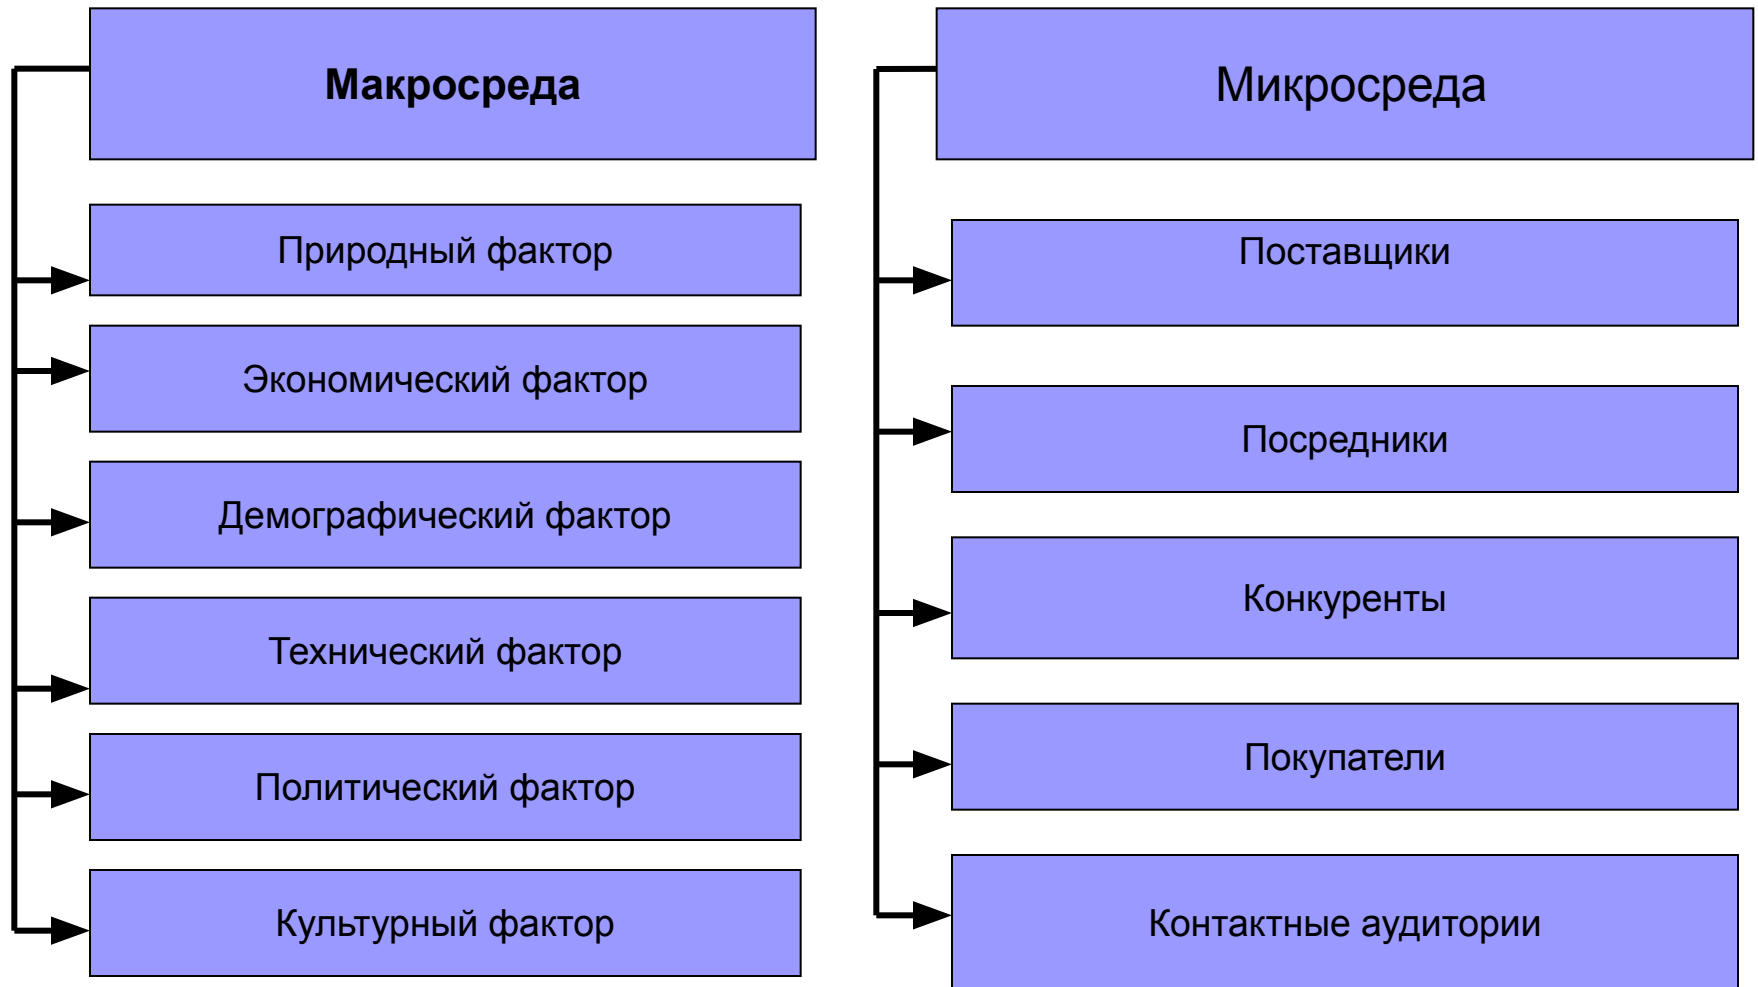 Макросреда
Природный фактор
Экономический фактор
Демографический фактор
Технический фактор
Политический фактор
Культурный фактор
Микросреда
Поставщики
Посредники
Конкуренты
Покупатели
Контактные аудитории